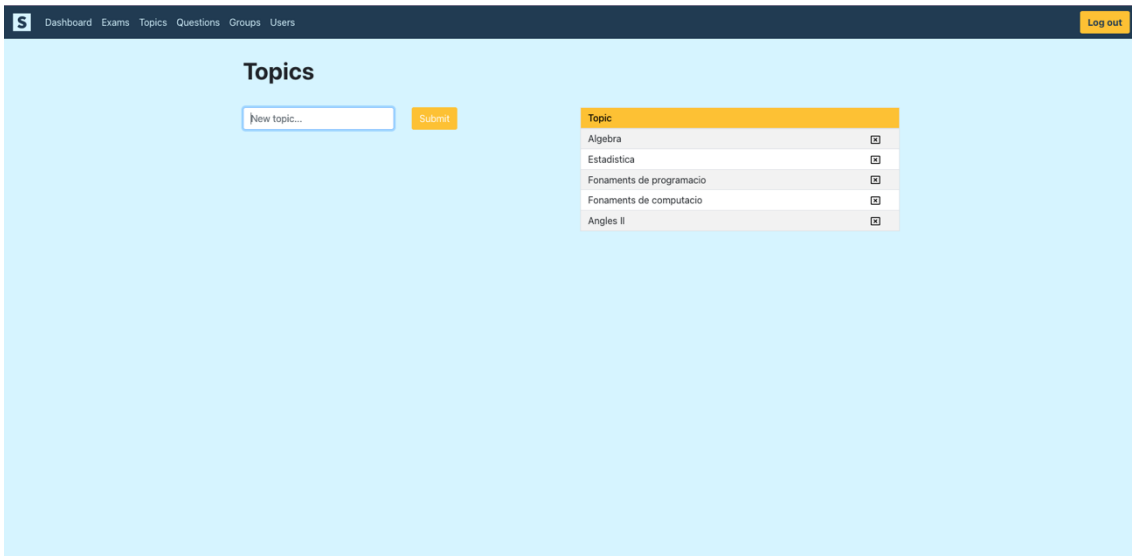 S Dashboard Exams Topics Questions Groups Users Log out
Topics
New topic... Submit
Topic
Algebra
Estadistica
Fonaments de programacio
Fonaments de computacio
Angles II